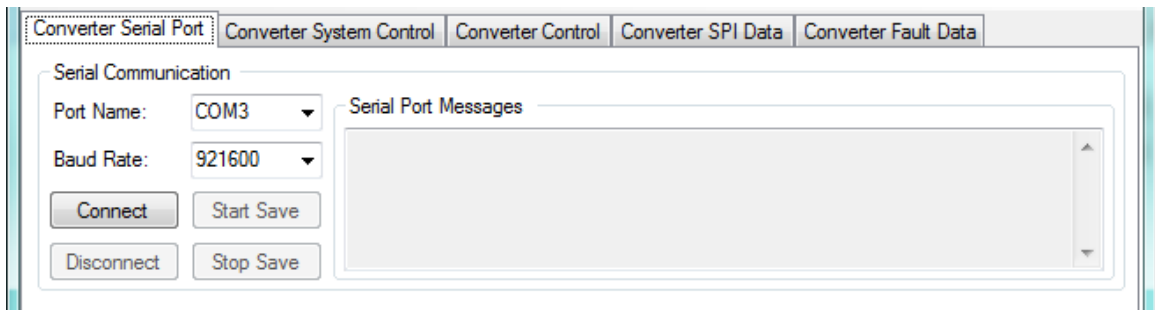 Converter Serial Port Converter System Control Converter Control Converter SPI Data Converter Fault Data
Serial Communication
Port Name: COM3
Baud Rate: 921600
Connect Start Save
Disconnect Stop Save
Serial Port Messages